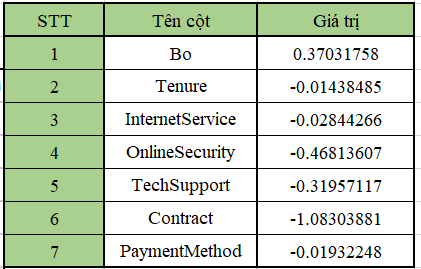 STT Tên cột Giá trị
1 Bo 0.37031758
2 Tenure -0.01438485
3 InternetService -0.02844266
4 OnlineSecurity -0.46813607
5 TechSupport -0.31957117
6 Contract -1.08303881
7 PaymentMethod -0.01932248